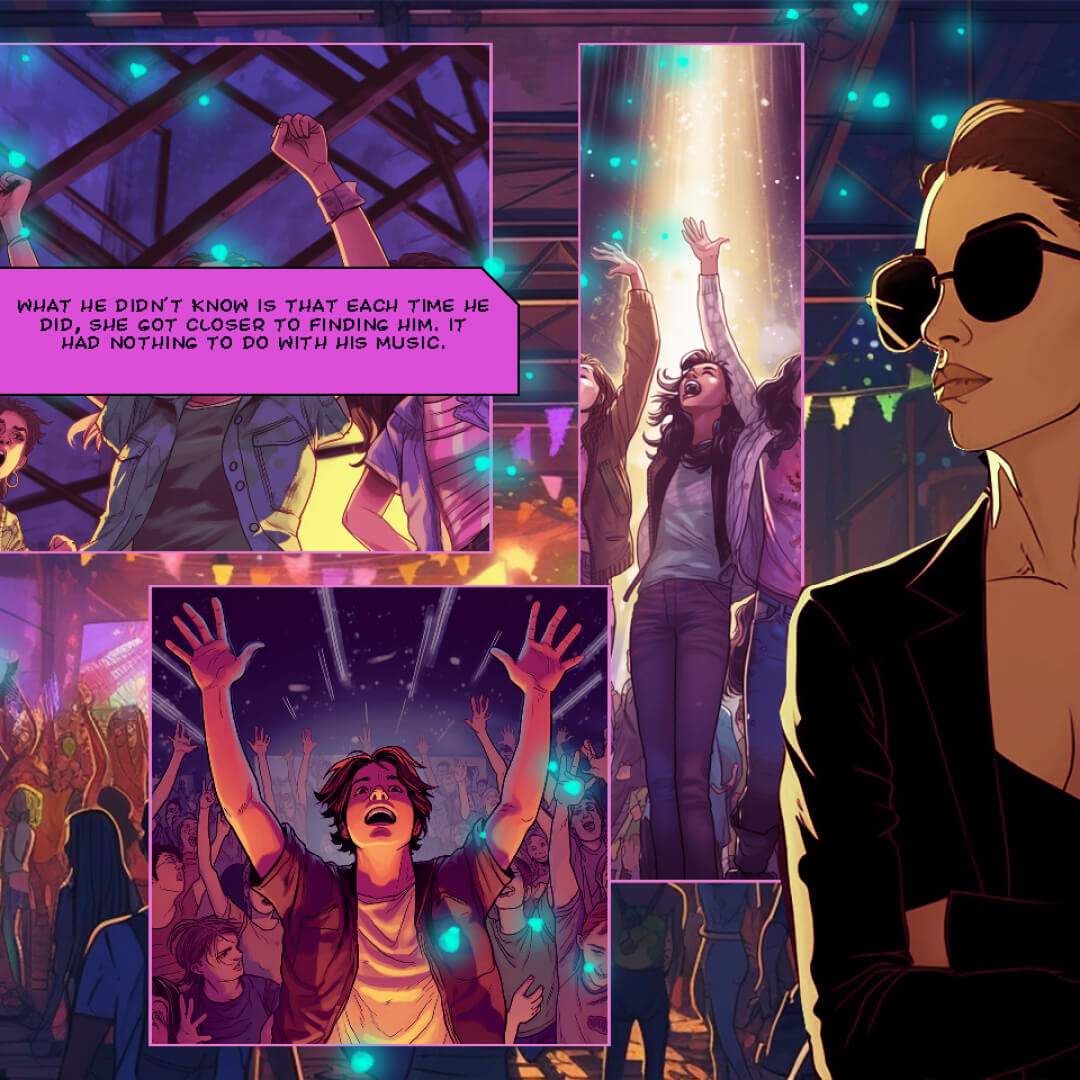 WHAT HE DIDN'T KNOW IS THAT EACH TIME HE
DID, SHE GOT CLOSER TO FINDING HIM. IT
HAD NOTHING TO DO WITH HIS MUSIC.